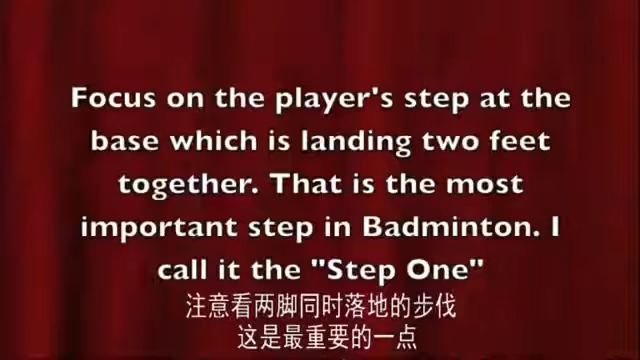 Focus on the player's step at the
base which is landing two feet
together. That is the most
important step in Badminton. I
call it the "Step One"
注意看两脚同时落地的步伐
这是最重要的一点